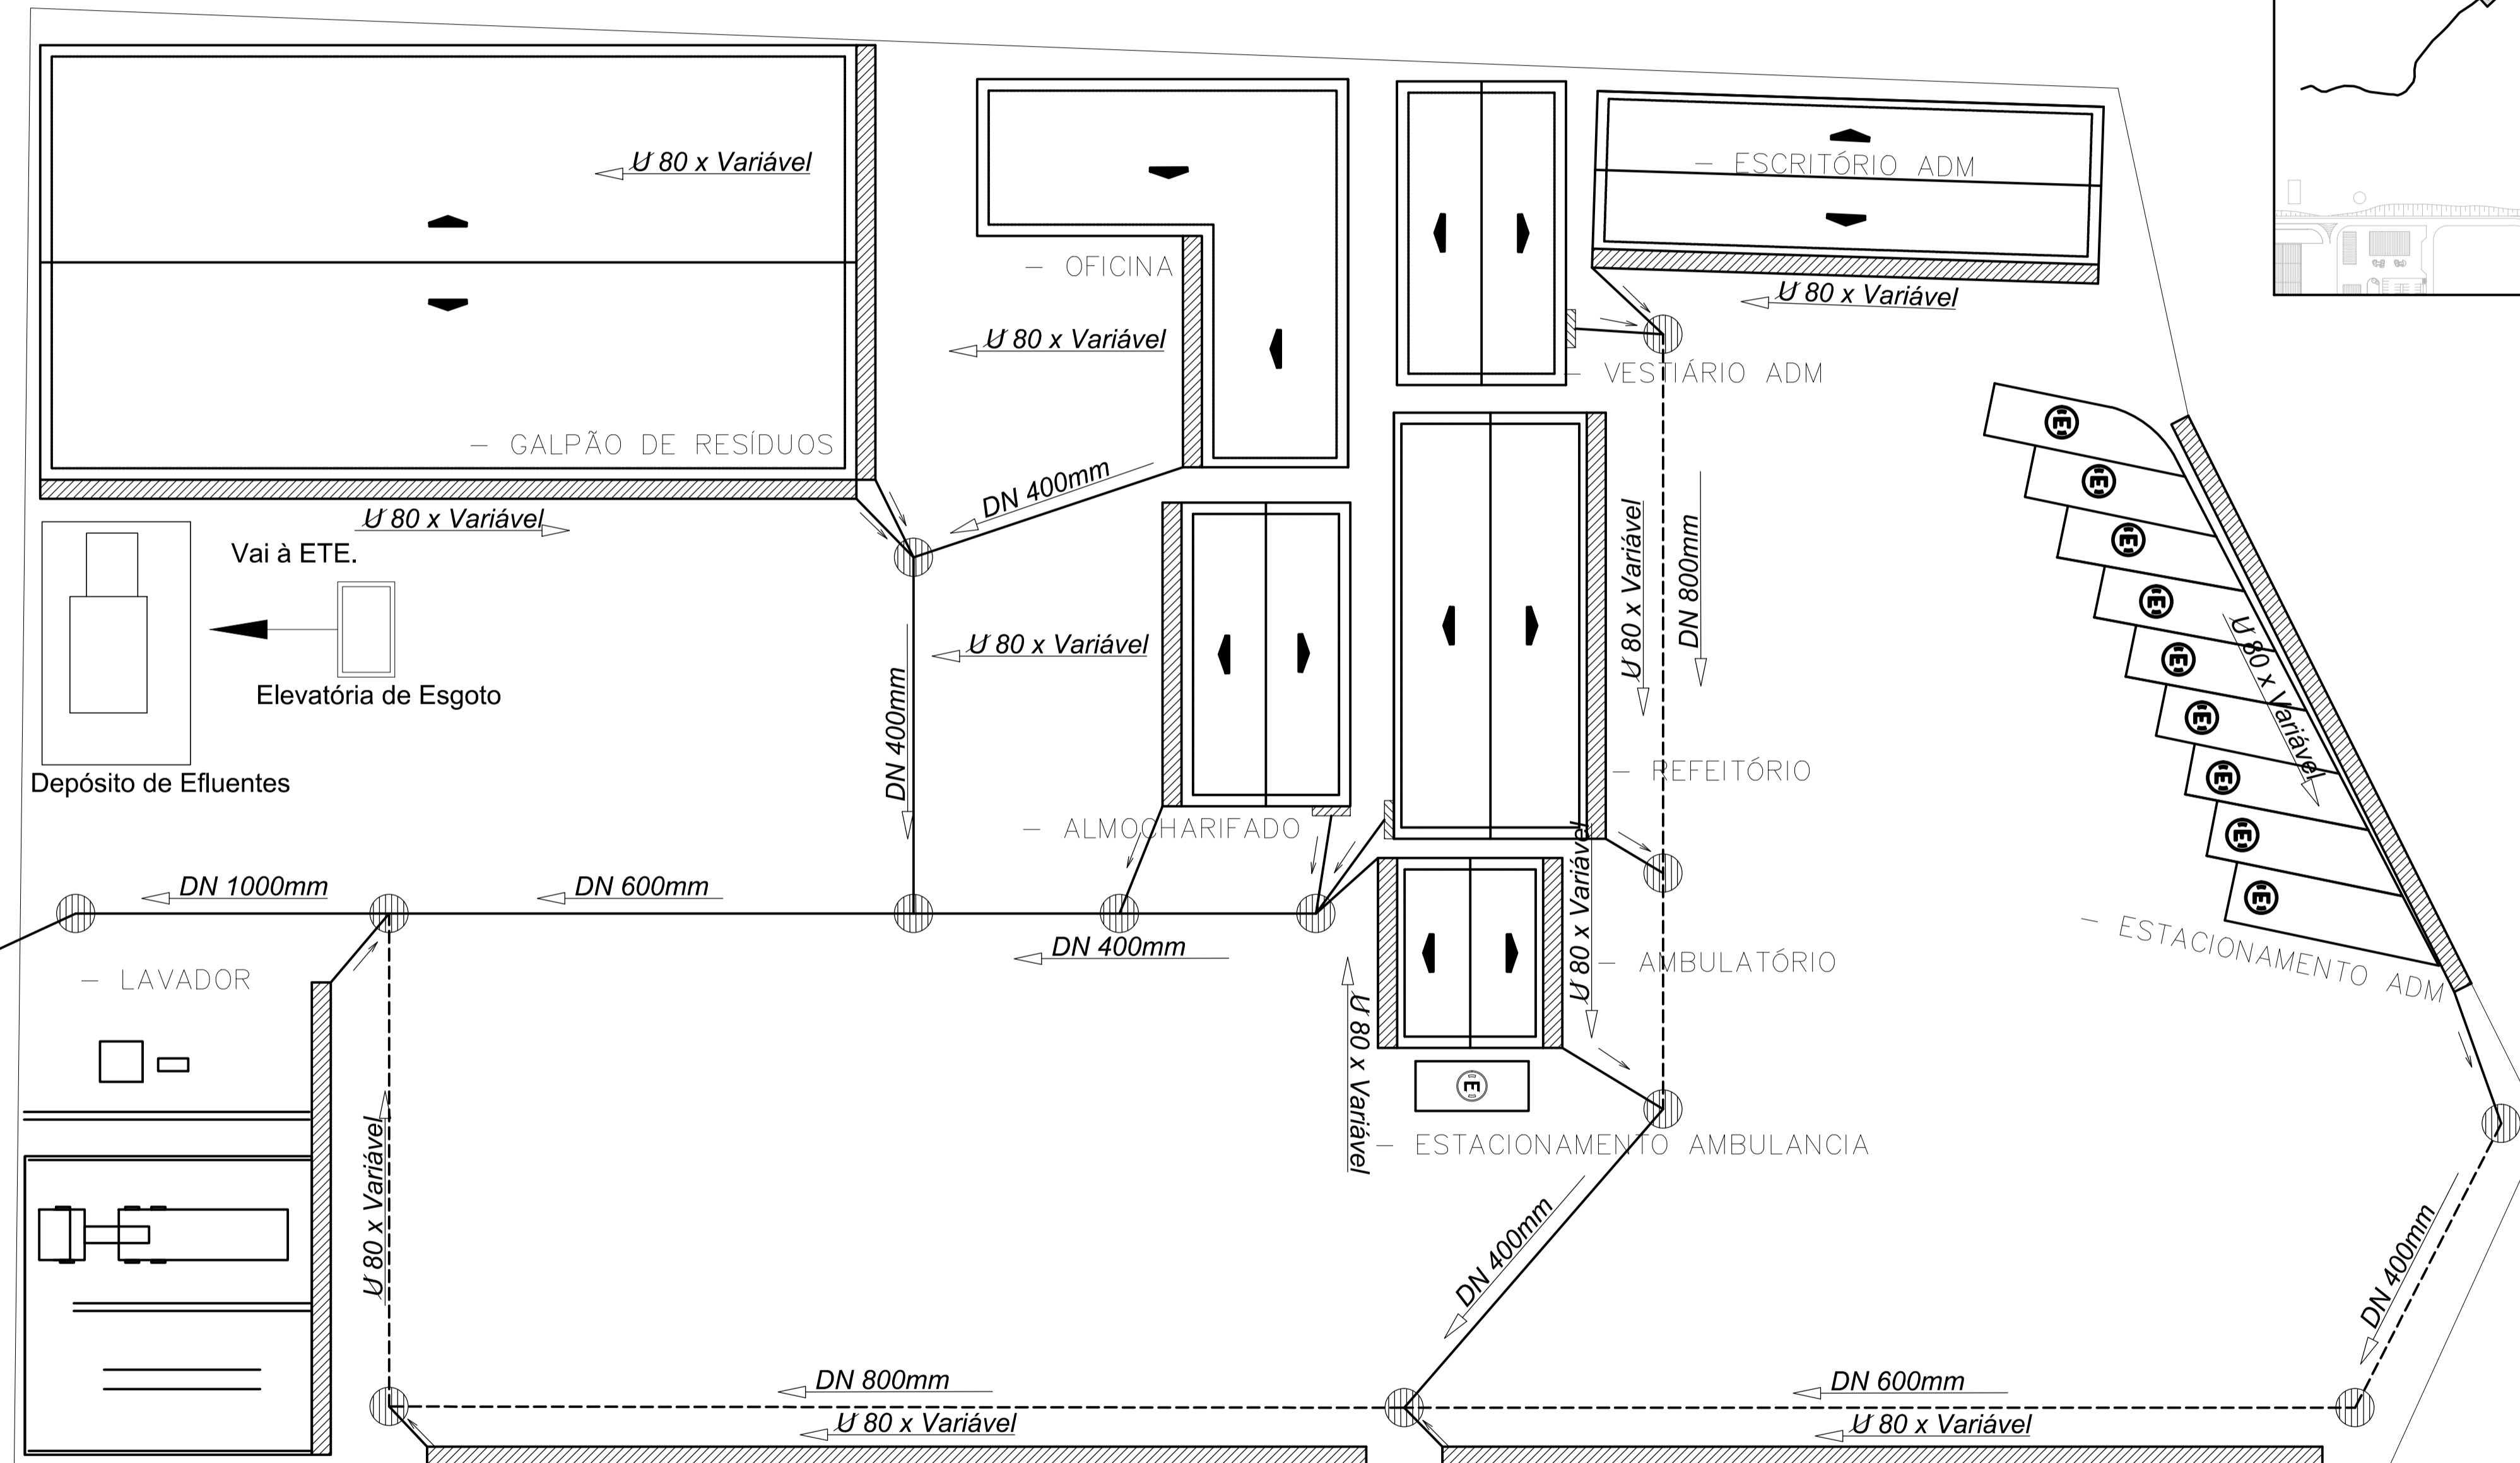 U 80 x Variável
- ESCRITÓRIO ADM
- OFICINA
U 80 x Variável
U 80 x Variável
- VESTIÁRIO ADM
- GALPÃO DE RESÍDUOS
DN 400mm
U 80 x Variável
Vai à ETE.
U 80 x Variável
DN 800mm
U 80 x Variável
U 80 x Variável
Elevatória de Esgoto
DN 400mm
Depósito de Efluentes
- REFEITÓRIO
- ALMOCHARIFADO
E
E
E
E
E
E
E
E
E
DN 1000mm
DN 600mm
DN 400mm
U 80 x Variável
- AMBULATÓRIO
- ESTACIONAMENTO ADM
- LAVADOR
U 80 x Variável
E
- ESTACIONAMENTO AMBULANCIA
U 80 x Variável
DN 400mm
DN 400mm
DN 800mm
U 80 x Variável
DN 600mm
U 80 x Variável